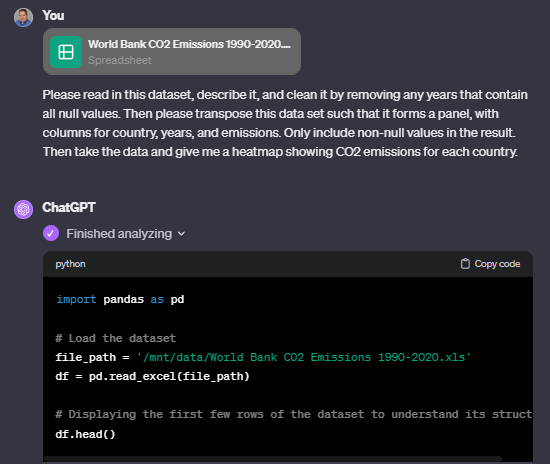 You
World Bank CO2 Emissions 1990-2020....
Spreadsheet
Please read in this dataset, describe it, and clean it by removing any years that contain
all null values. Then please transpose this data set such that it forms a panel, with
columns for country, years, and emissions. Only include non-null values in the result.
Then take the data and give me a heatmap showing CO2 emissions for each country.
ChatGPT
Finished analyzing
python
Copy code
import pandas as pd
# Load the dataset
file_path = '/mnt/data/World Bank CO2 Emissions 1990-2020.xls'
df = pd.read_excel(file_path)
# Displaying the first few rows of the dataset to understand its struct
df.head()